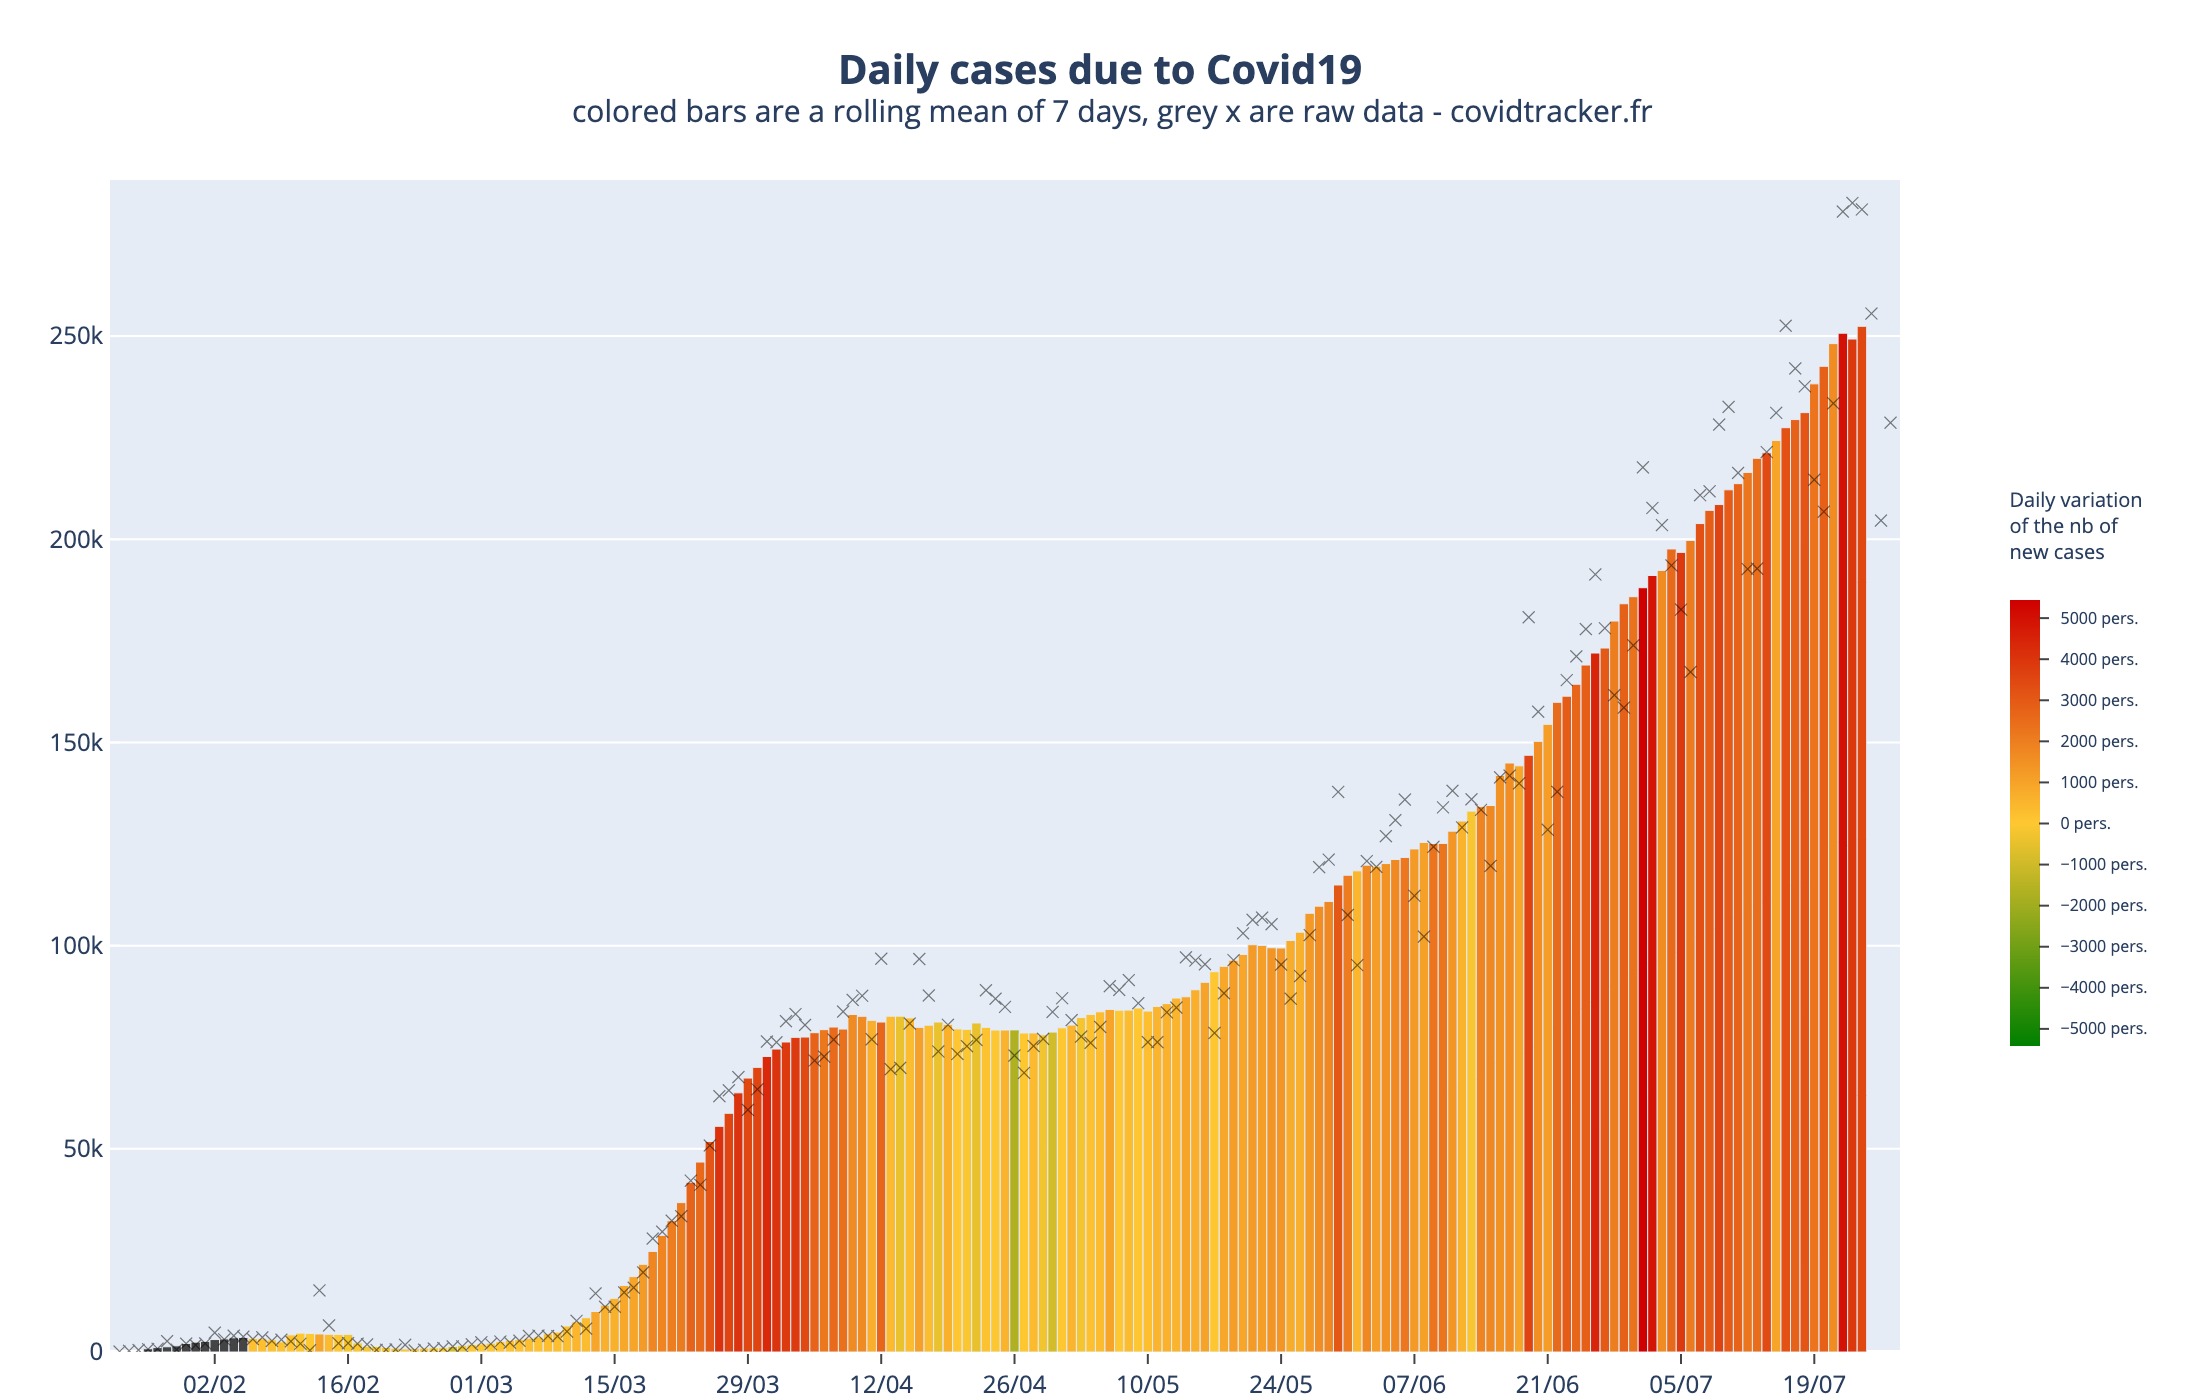 Daily cases due to Covid19
colored bars are a rolling mean of 7 days, grey x are raw data - covidtracker.fr
250k
200k
150k
100k
50k
0
02/02
16/02
01/03
15/03
29/03
12/04
26/04
10/05
24/05
07/06
21/06
05/07
19/07
Daily variation
of the nb of
new cases
5000 pers.
4000 pers.
3000 pers.
2000 pers.
1000 pers.
0 pers.
−1000 pers.
−2000 pers.
−3000 pers.
−4000 pers.
−5000 pers.